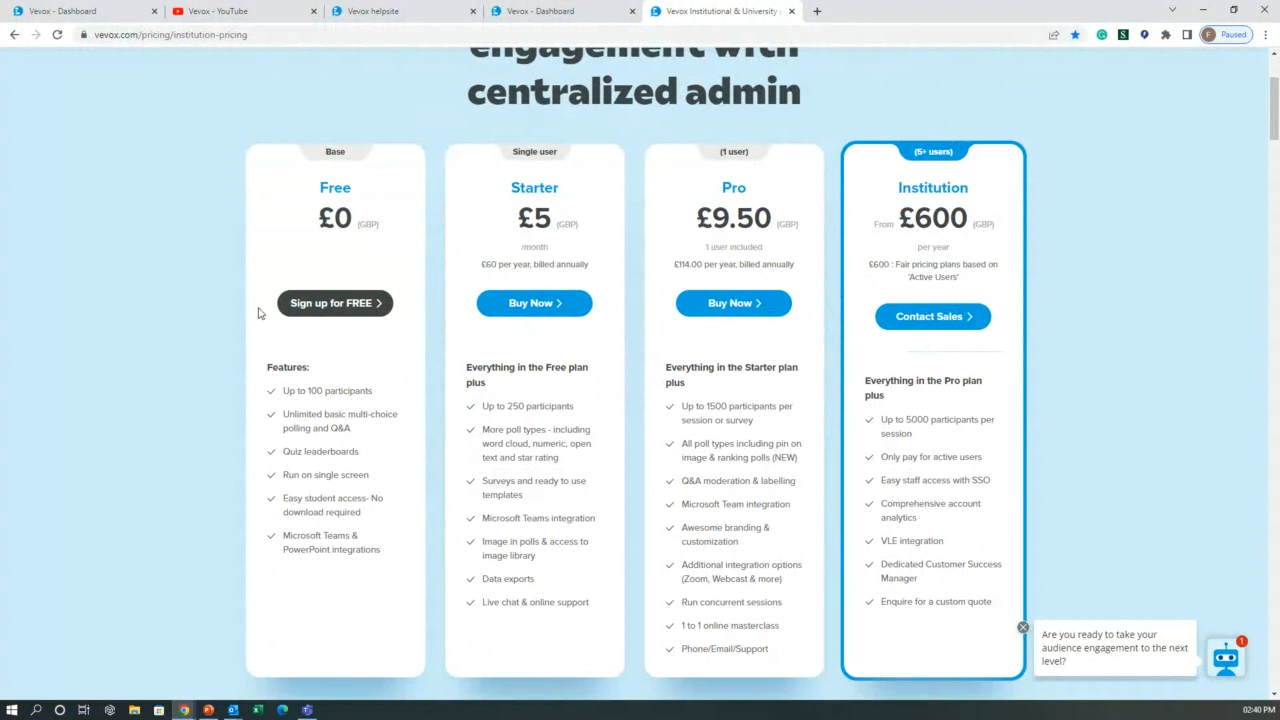 Vevox - Dashboard
Vevox - YouTube
Vevox helpsite
Vevox - Dashboard
Vevox Institutional & University
vevox.com/pricing/institution-pricing
Paused
engagement with
centralized admin
Base
Free
£0 (GBP)
Sign up for FREE
Features:
Up to 100 participants
Unlimited basic multi-choice
polling and Q&A
Quiz leaderboards
Run on single screen
Easy student access- No
download required
Microsoft Teams &
PowerPoint integrations
Single user
Starter
£5 (GBP)
/month
£60 per year, billed annually
Buy Now
Everything in the Free plan
plus
Up to 250 participants
More poll types - including
word cloud, numeric, open
text and star rating
Surveys and ready to use
templates
Microsoft Teams integration
Image in polls & access to
image library
Data exports
Live chat & online support
(1 user)
Pro
£9.50 (GBP)
1 user included
£114.00 per year, billed annually
Buy Now
Everything in the Starter plan
plus
Up to 1500 participants per
session or survey
All poll types including pin on
image & ranking polls (NEW)
Q&A moderation & labelling
Microsoft Team integration
Awesome branding &
customization
Additional integration options
(Zoom, Webcast & more)
Run concurrent sessions
1 to 1 online masterclass
Phone/Email/Support
(5+ users)
Institution
From £600 (GBP)
per year
£600 : Fair pricing plans based on
'Active Users'
Contact Sales
Everything in the Pro plan
plus
Up to 5000 participants per
session
Only pay for active users
Easy staff access with SSO
Comprehensive account
analytics
VLE integration
Dedicated Customer Success
Manager
Enquire for a custom quote
Are you ready to take your
audience engagement to the next
level?
1
02:40 PM